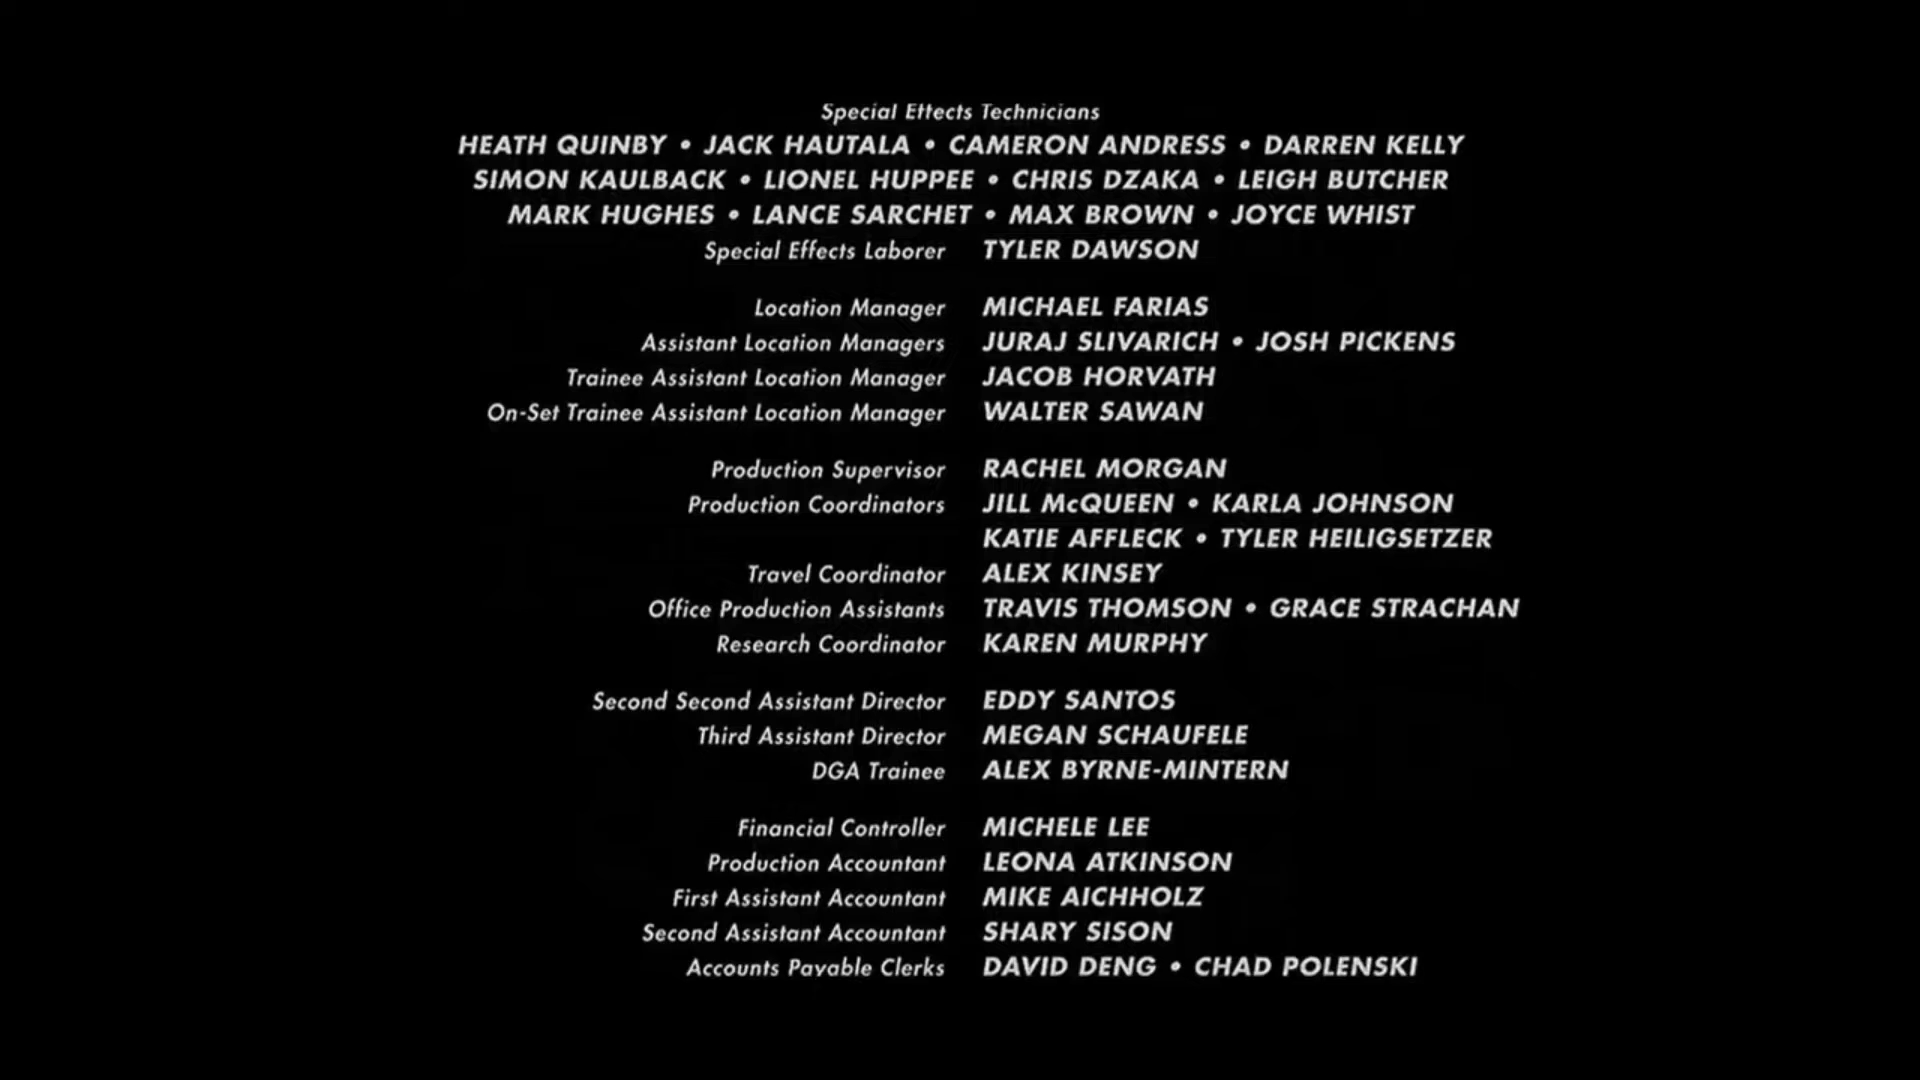 Special Effects Technicians
HEATH QUINBY • JACK HAUTALA • CAMERON ANDRESS • DARREN KELLY
SIMON KAULBACK • LIONEL HUPPEE • CHRIS DZAKA • LEIGH BUTCHER
MARK HUGHES • LANCE SARCHET • MAX BROWN • JOYCE WHIST
Special Effects Laborer TYLER DAWSON
Location Manager MICHAEL FARIAS
Assistant Location Managers JURAJ SLIVARICH • JOSH PICKENS
Trainee Assistant Location Manager JACOB HORVATH
On-Set Trainee Assistant Location Manager WALTER SAWAN
Production Supervisor RACHEL MORGAN
Production Coordinators JILL McQUEEN • KARLA JOHNSON
KATIE AFFLECK • TYLER HEILIGSETZER
Travel Coordinator ALEX KINSEY
Office Production Assistants TRAVIS THOMSON • GRACE STRACHAN
Research Coordinator KAREN MURPHY
Second Second Assistant Director EDDY SANTOS
Third Assistant Director MEGAN SCHAUFELE
DGA Trainee ALEX BYRNE-MINTERN
Financial Controller MICHELE LEE
Production Accountant LEONA ATKINSON
First Assistant Accountant MIKE AICHHOLZ
Second Assistant Accountant SHARY SISON
Accounts Payable Clerks DAVID DENG • CHAD POLENSKI